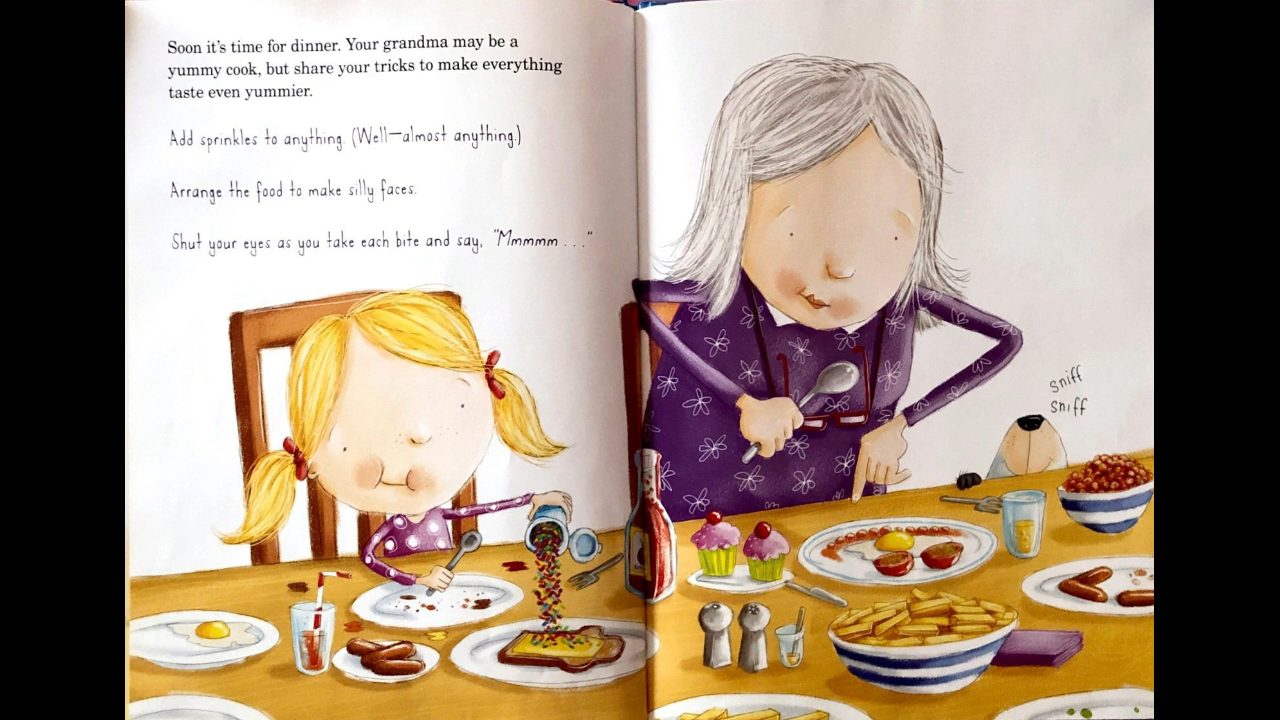 Soon it's time for dinner. Your grandma may be a
yummy cook, but share your tricks to make everything
taste even yummier.
Add sprinkles to anything. (Well—almost anything.)
Arrange the food to make silly faces.
Shut your eyes as you take each bite and say, "Mmmmm . . ."
sniff
sniff